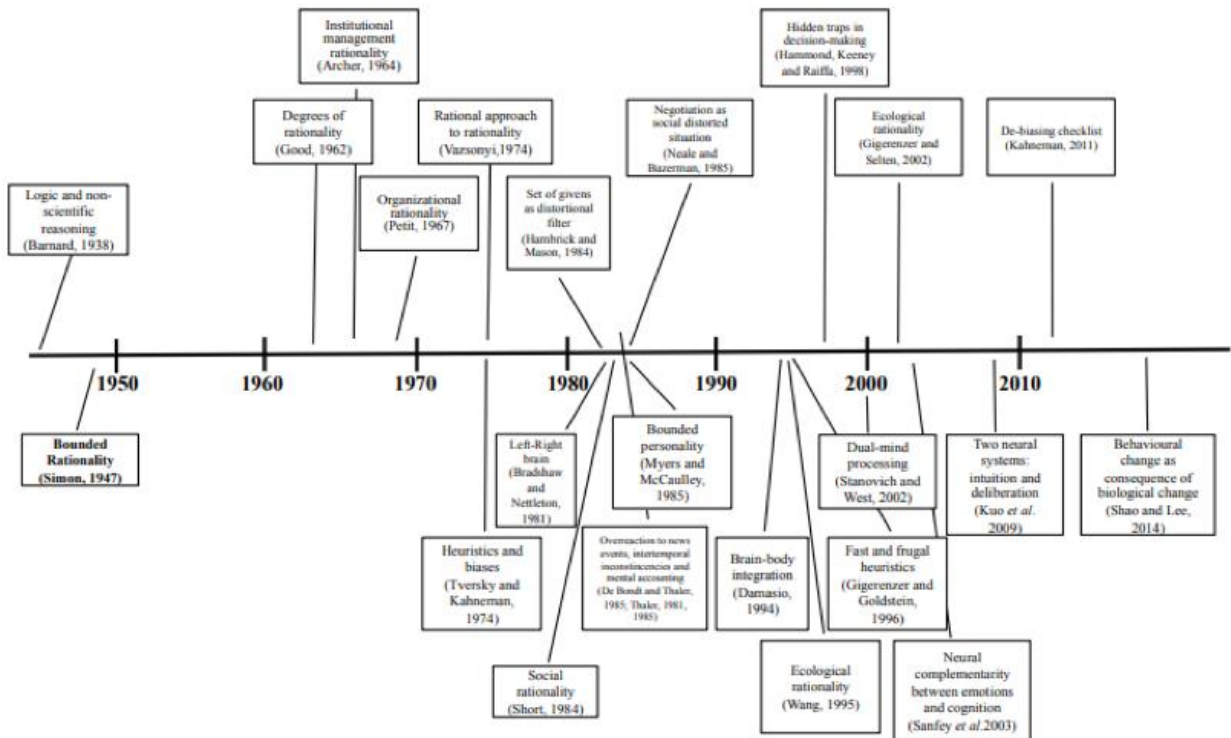 Institutional
management
rationality
(Archer, 1964)
Hidden traps in
decision-making
(Hammond, Keeney
and Raiffa, 1998)
Degrees of
rationality
(Good, 1962)
Rational approach
to rationality
(Vazsonyi,1974)
Negotiation as
social distorted
situation
(Neale and
Bazerman, 1985)
Ecological
rationality
(Gigerenzer and
Selten, 2002)
De-biasing checklist
(Kahneman, 2011)
Logic and non-
scientific
reasoning
(Barnard, 1938)
Organizational
rationality
(Petit, 1967)
Set of givens
as distortional
filter
(Hambrick and
Mason, 1984)
1950
1960
1970
1980
1990
2000
2010
Bounded
Rationality
(Simon, 1947)
Left-Right
brain
(Bradshaw
and
Nettleton,
1981)
Bounded
personality
(Myers and
McCaulley,
1985)
Dual-mind
processing
(Stanovich and
West, 2002)
Two neural
systems:
intuition and
deliberation
(Kuo et al.
2009)
Behavioural
change as
consequence of
biological change
(Shao and Lee,
2014)
Heuristics and
biases
(Tversky and
Kahneman,
1974)
Overreaction to news
events, intertemporal
inconstincencies and
mental accounting
(De Bondt and Thaler,
1985; Thaler, 1981,
1985)
Brain-body
integration
(Damasio,
1994)
Fast and frugal
heuristics
(Gigerenzer and
Goldstein,
1996)
Social
rationality
(Short, 1984)
Ecological
rationality
(Wang, 1995)
Neural
complementarity
between emotions
and cognition
(Sanfey et al.2003)